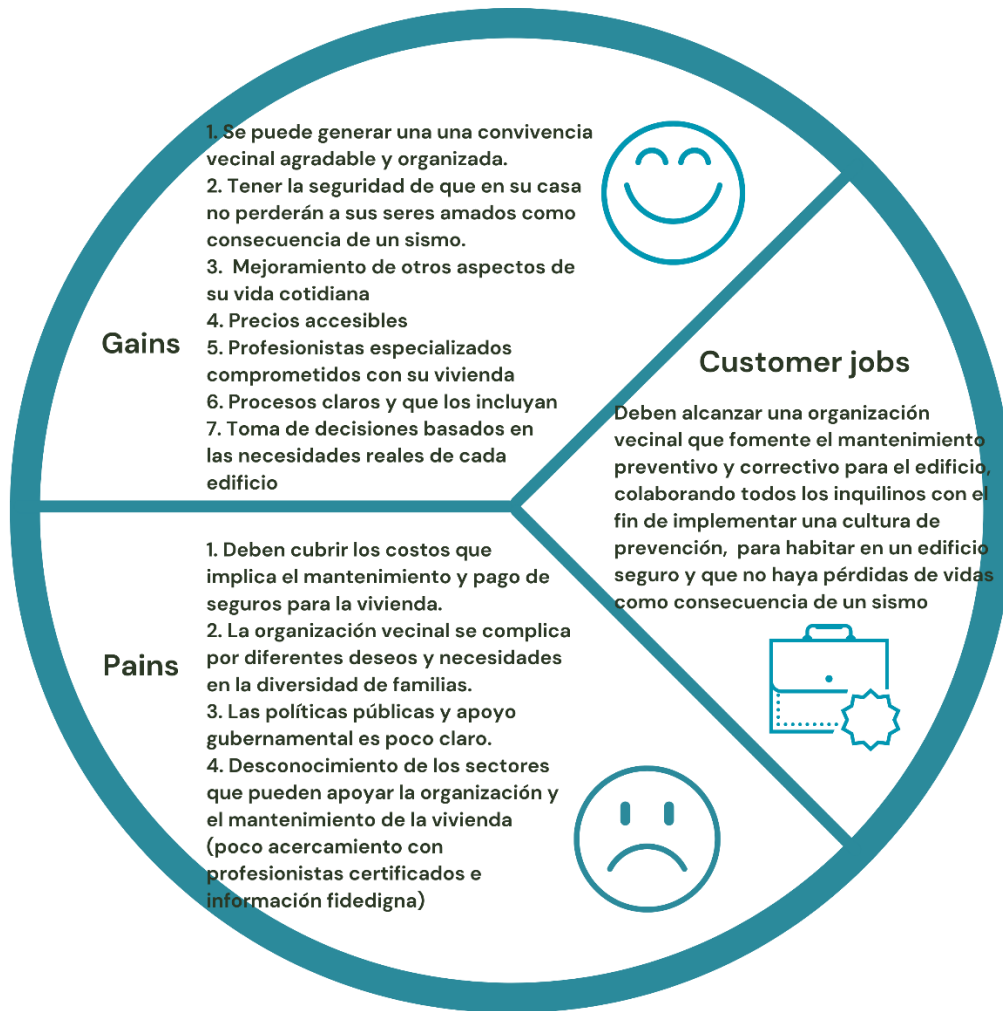 1. Se puede generar una una convivencia
vecinal agradable y organizada.
2. Tener la seguridad de que en su casa
no perderán a sus seres amados como
consecuencia de un sismo.
3. Mejoramiento de otros aspectos de
su vida cotidiana
4. Precios accesibles
5. Profesionistas especializados
comprometidos con su vivienda
6. Procesos claros y que los incluyan
7. Toma de decisiones basados en
las necesidades reales de cada
edificio
Gains
Customer jobs
Deben alcanzar una organización
vecinal que fomente el mantenimiento
preventivo y correctivo para el edificio,
colaborando todos los inquilinos con el
fin de implementar una cultura de
prevención, para habitar en un edificio
seguro y que no haya pérdidas de vidas
como consecuencia de un sismo
Pains
1. Deben cubrir los costos que
implica el mantenimiento y pago de
seguros para la vivienda.
2. La organización vecinal se complica
por diferentes deseos y necesidades
en la diversidad de familias.
3. Las políticas públicas y apoyo
gubernamental es poco claro.
4. Desconocimiento de los sectores
que pueden apoyar la organización y
el mantenimiento de la vivienda
(poco acercamiento con
profesionistas certificados e
información fidedigna)